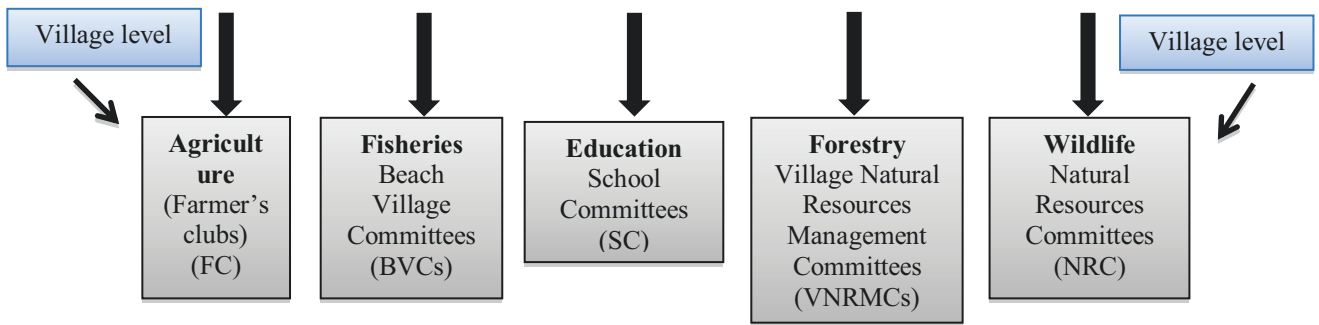 Village level
Village level
Agricult
ure
(Farmer’s
clubs)
(FC)
Fisheries
Beach
Village
Committees
(BVCs)
Education
School
Committees
(SC)
Forestry
Village Natural
Resources
Management
Committees
(VNRMCs)
Wildlife
Natural
Resources
Committees
(NRC)